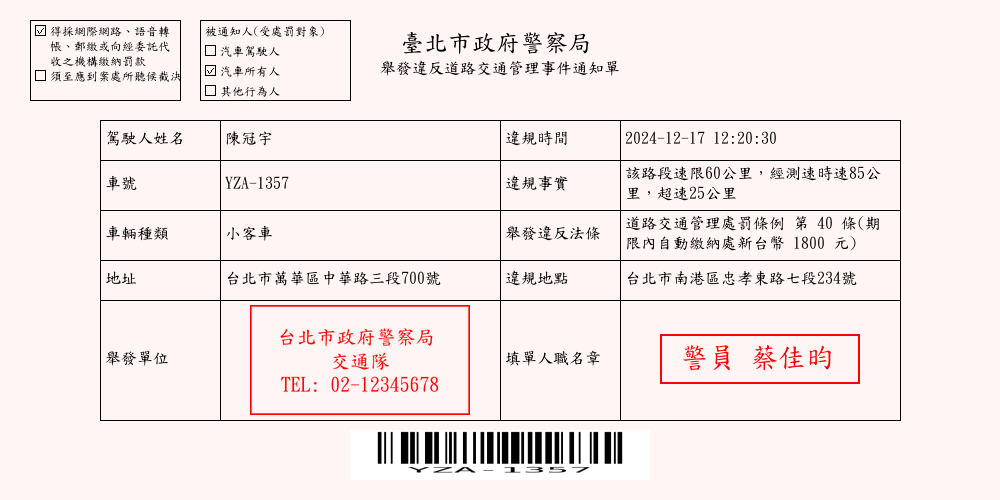 得採網際網路、語音轉
帳、郵繳或向經委託代
收之機構繳納罰款
須至應到案處所聽候裁決
被通知人(受處罰對象)
汽車駕駛人
汽車所有人
其他行為人
臺北市政府警察局
舉發違反道路交通管理事件通知單
駕駛人姓名 陳冠宇 違規時間 2024-12-17 12:20:30
車號 YZA-1357 違規事實 該路段速限60公里，經測速時速85公
里，超速25公里
車輛種類 小客車 舉發違反法條 道路交通管理處罰條例 第 40 條(期
限內自動繳納處新台幣 1800 元)
地址 台北市萬華區中華路三段700號 違規地點 台北市南港區忠孝東路七段234號
舉發單位
台北市政府警察局
交通隊
TEL: 02-12345678
填單人職名章
警員 蔡佳昀
YZA-1357